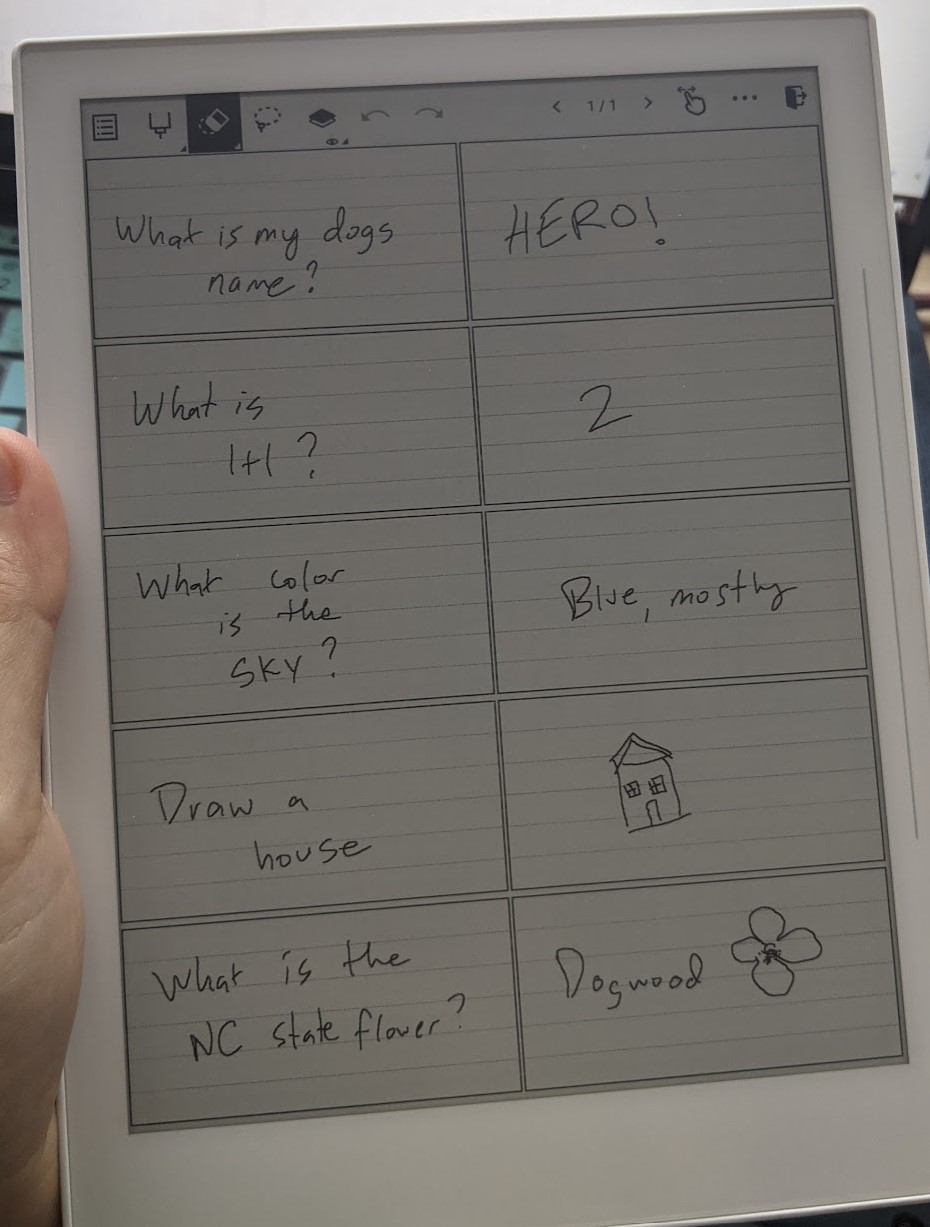 < 1/1 > ...
What is my dogs
name?
HERO!
What is
1+1?
2
What color
is the
SKY?
Blue, mostly
Draw a
house
What is the
NC state flower?
Dogwood